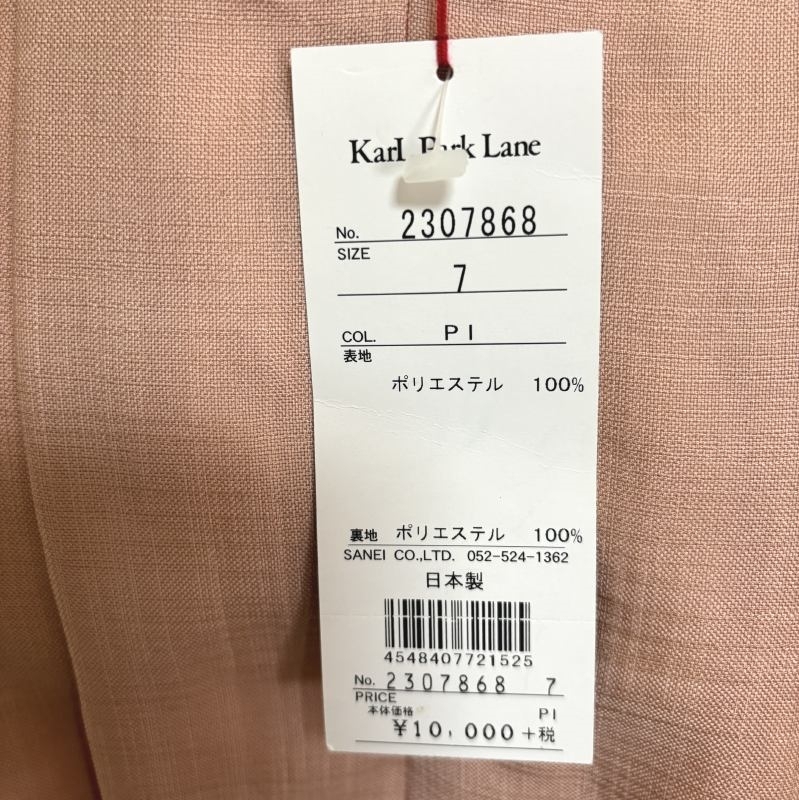 KarL Park Lane
No. 2307868
SIZE
7
COL. PI
表地
ポリエステル 100%
裏地 ポリエステル 100%
SANEI CO.,LTD. 052-524-1362
日本製
4548407721525
No. 2307868 7
PRICE PI
本体価格
¥10,000+税